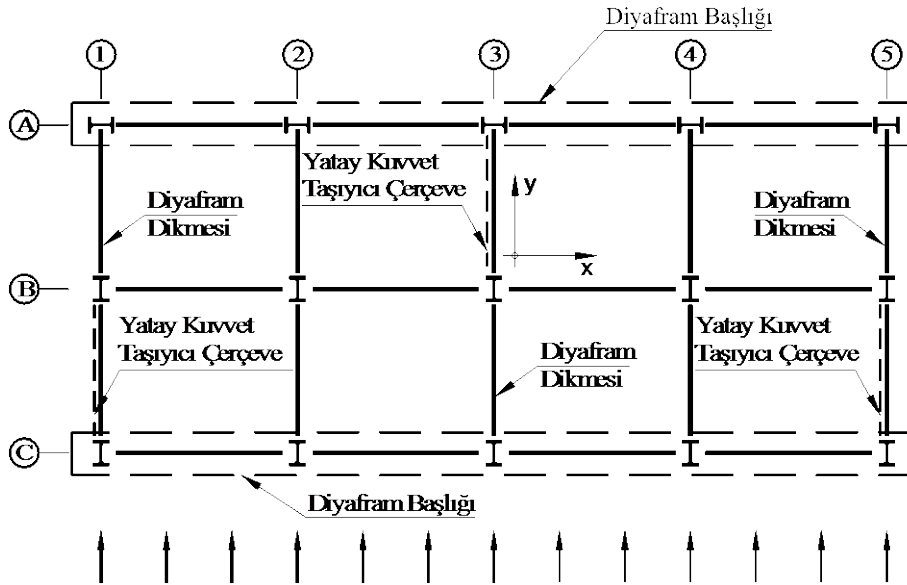 Diyafram Başlığı
1
2
3
4
5
A
Yatay Kuvvet
Taşıyıcı Çerçeve
y
x
Diyafram
Dikmesi
Diyafram
Dikmesi
B
Yatay Kuvvet
Taşıyıcı Çerçeve
Diyafram
Dikmesi
Yatay Kuvvet
Taşıyıcı Çerçeve
C
Diyafram Başlığı